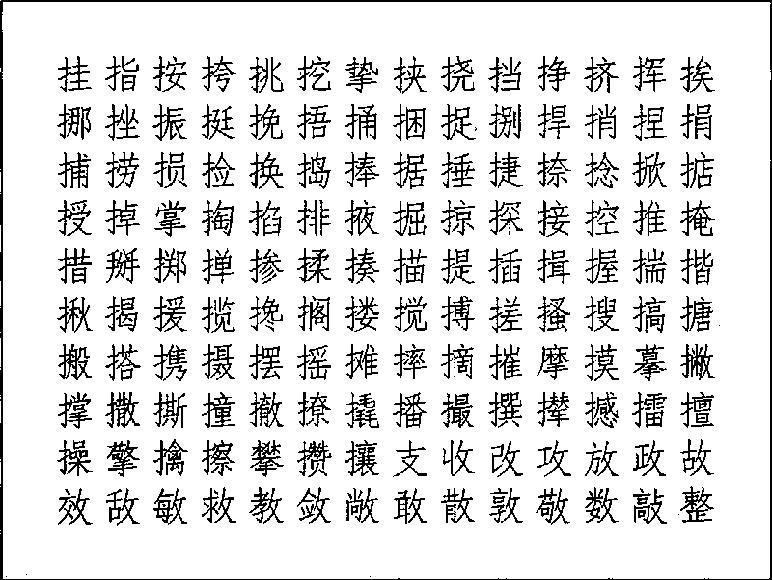 挂指按挎挑挖挚挟挠挡挣挤挥挨
挪挫振挺挽捂捅捆捉捌捍捎捏捐
捕捞损捡换捣捧据捶捷捺捻掀掂
授掉掌掏掐排掖掘掠探接控推掩
措掰掷掸掺揉揍描提插揖握揣揩
揪揭援揽搀搁搂搅搏搓搔搜搞搪
搬搭携摄摆摇摊摔摘摧摩摸摹撇
撑撒撕撞撤撩撬播撮撰撵撼擂擅
操擎擒擦攀攒攘支收改攻放政故
效敌敏救教敛敞敢散敦敬数敲整